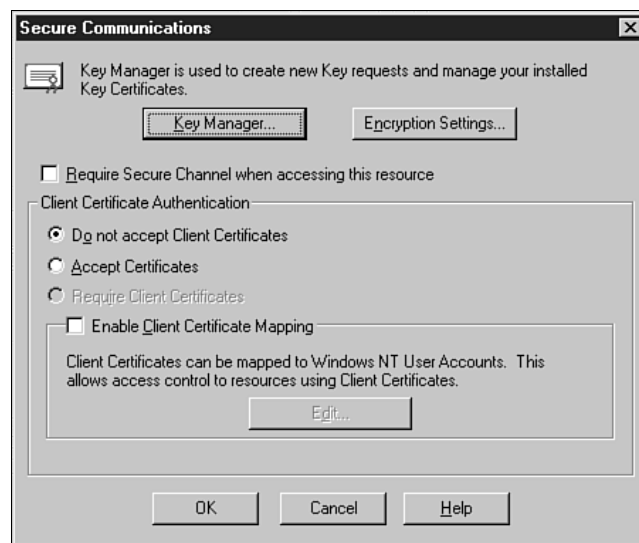 Secure Communications
Key Manager is used to create new Key requests and manage your installed
Key Certificates.
Key Manager...
Encryption Settings...
Require Secure Channel when accessing this resource
Client Certificate Authentication
Do not accept Client Certificates
Accept Certificates
Require Client Certificates
Enable Client Certificate Mapping
Client Certificates can be mapped to Windows NT User Accounts. This
allows access control to resources using Client Certificates.
Edit...
OK
Cancel
Help